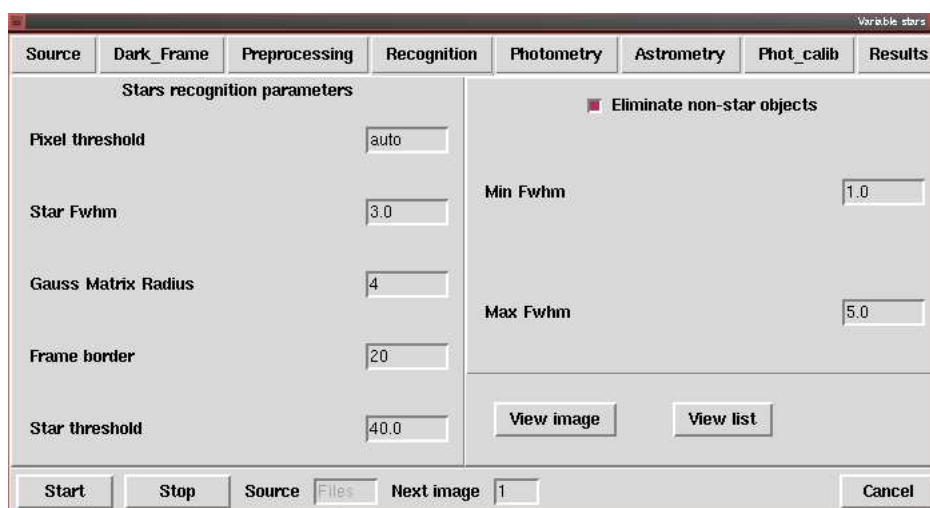 Variable stars
Source Dark_Frame Preprocessing Recognition Photometry Astrometry Phot_calib Results
Stars recognition parameters
Pixel threshold auto
Star Fwhm 3.0
Gauss Matrix Radius 4
Frame border 20
Star threshold 40.0
Eliminate non-star objects
Min Fwhm 1.0
Max Fwhm 5.0
View image View list
Start Stop Source Files Next image 1 Cancel